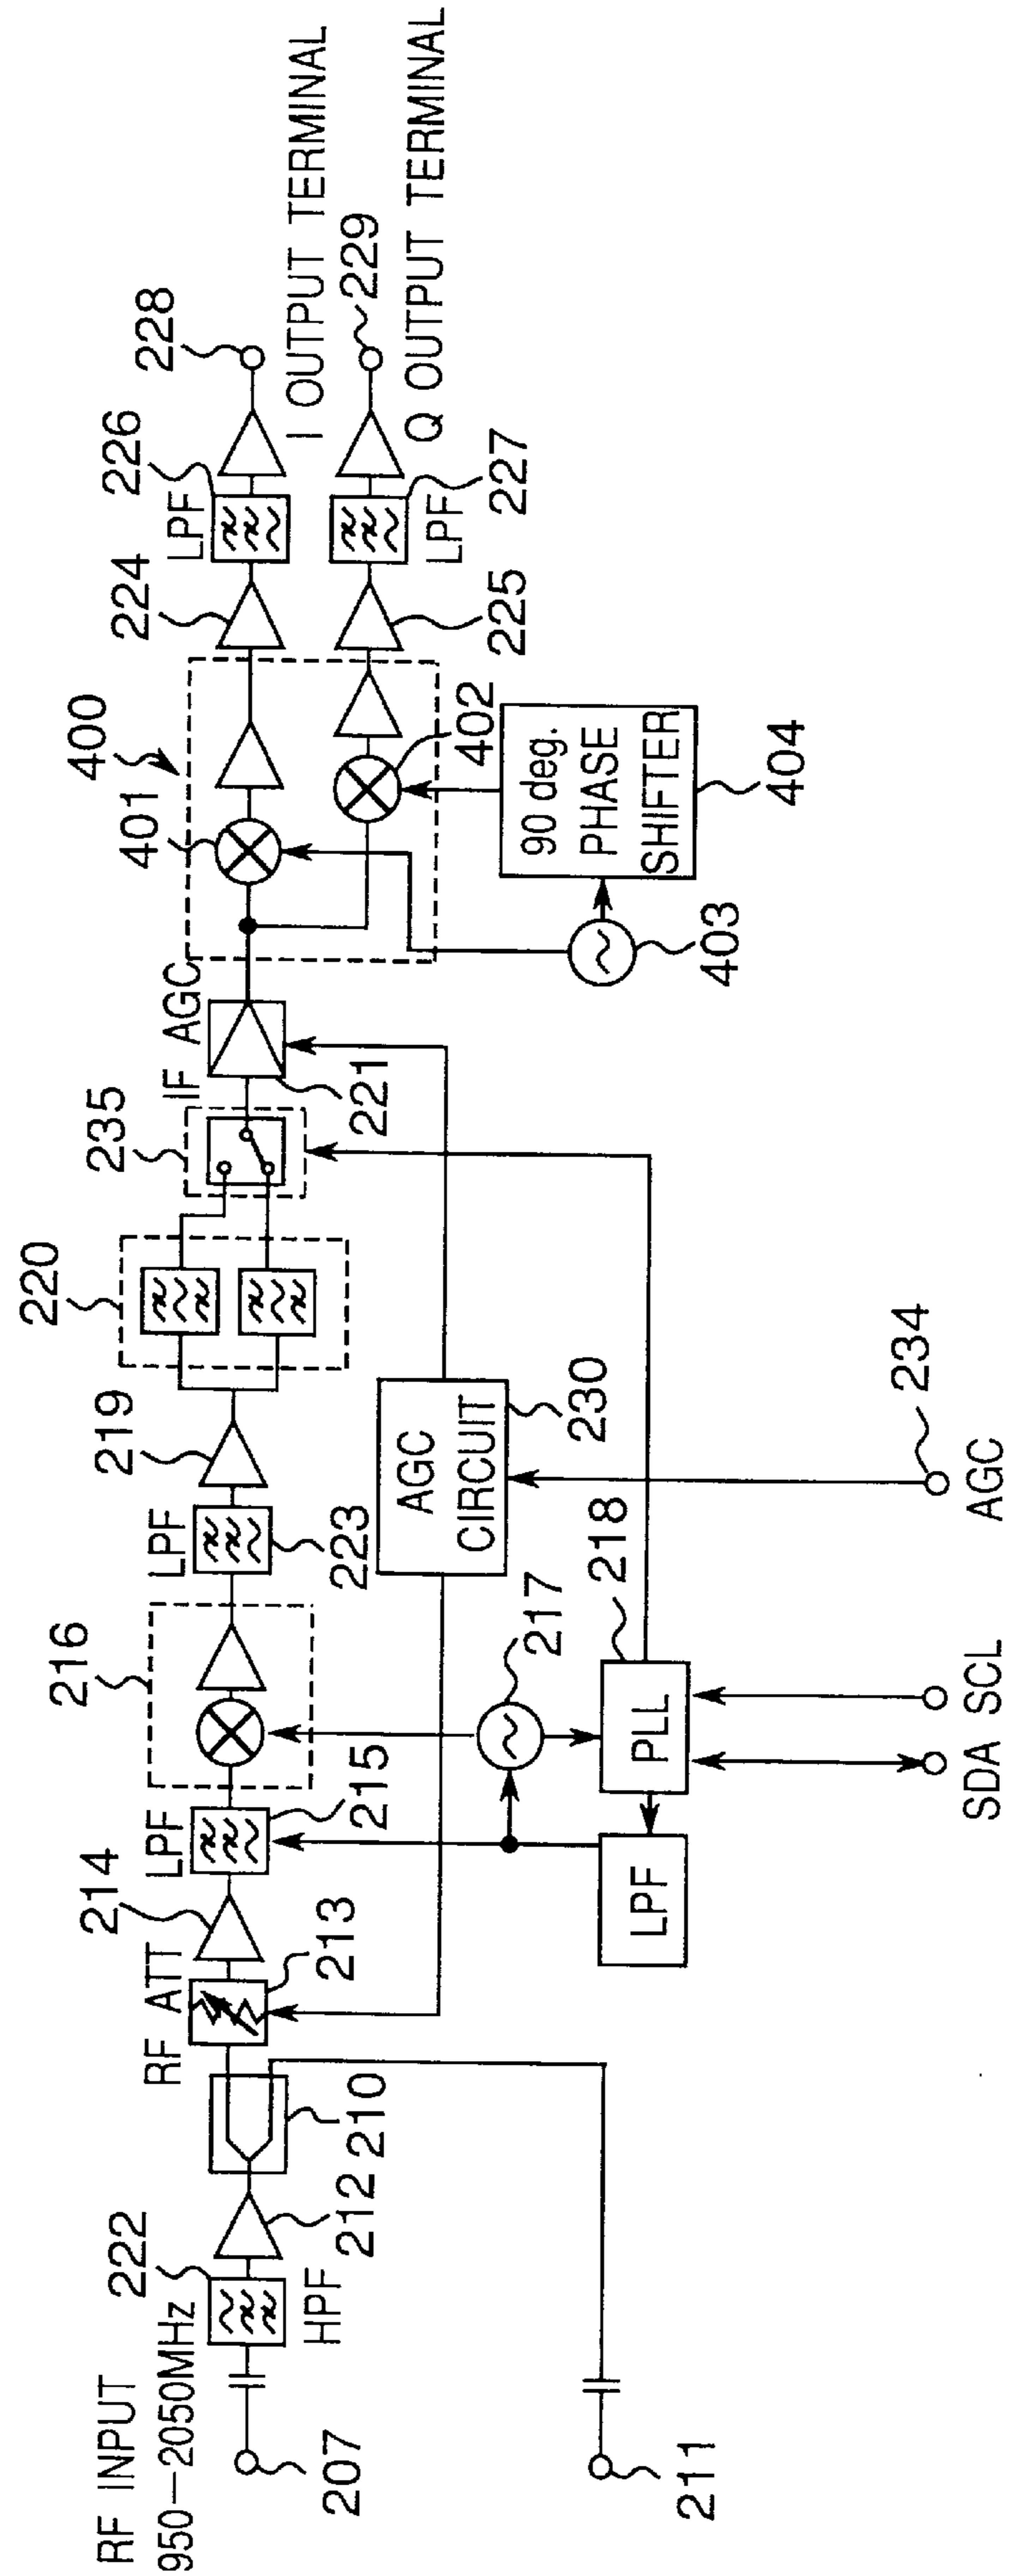 RF INPUT
950-2050MHz
207
222
HPF
212
210
211
RF ATT
213
214
LPF
215
216
LPF
223
219
220
235
IF AGC
221
400
401
402
403
90 deg.
PHASE
SHIFTER
404
224
225
LPF
226
LPF
227
228
I OUTPUT TERMINAL
229
Q OUTPUT TERMINAL
AGC
CIRCUIT
230
217
218
PLL
LPF
SDA
SCL
AGC
234